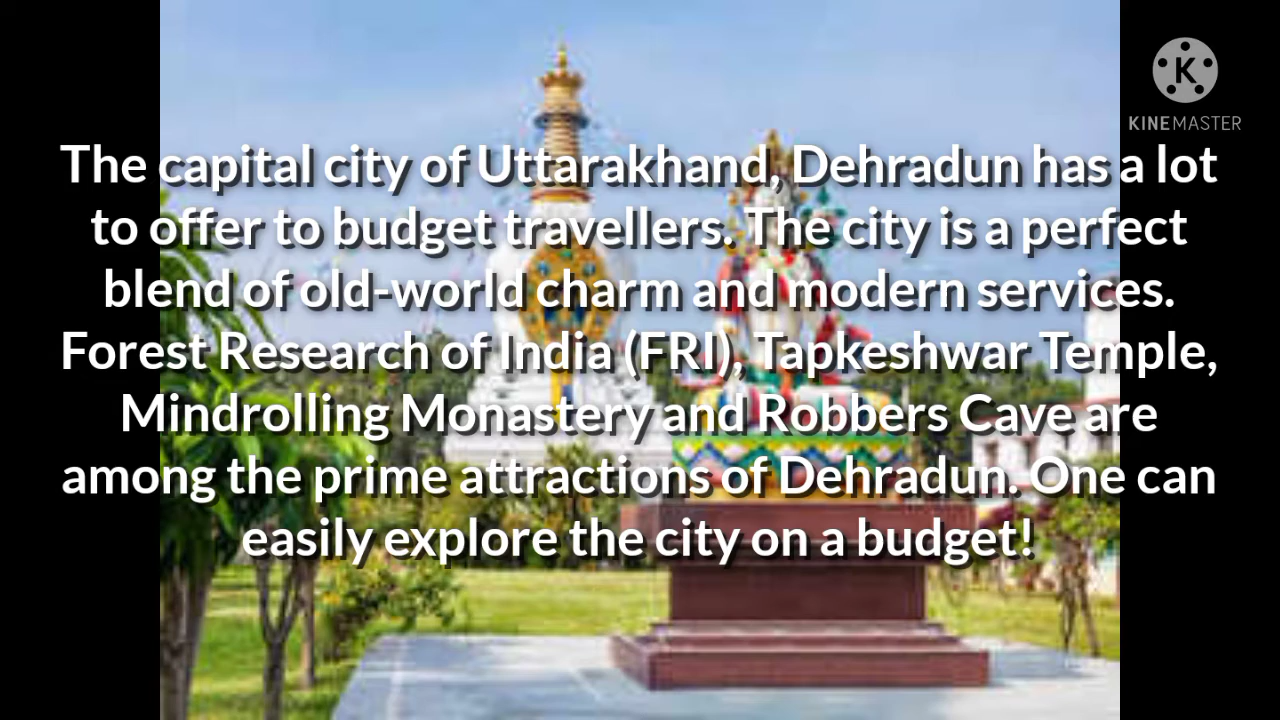 KINEMASTER
The capital city of Uttarakhand, Dehradun has a lot
to offer to budget travellers. The city is a perfect
blend of old-world charm and modern services.
Forest Research of India (FRI), Tapkeshwar Temple,
Mindrolling Monastery and Robbers Cave are
among the prime attractions of Dehradun. One can
easily explore the city on a budget!